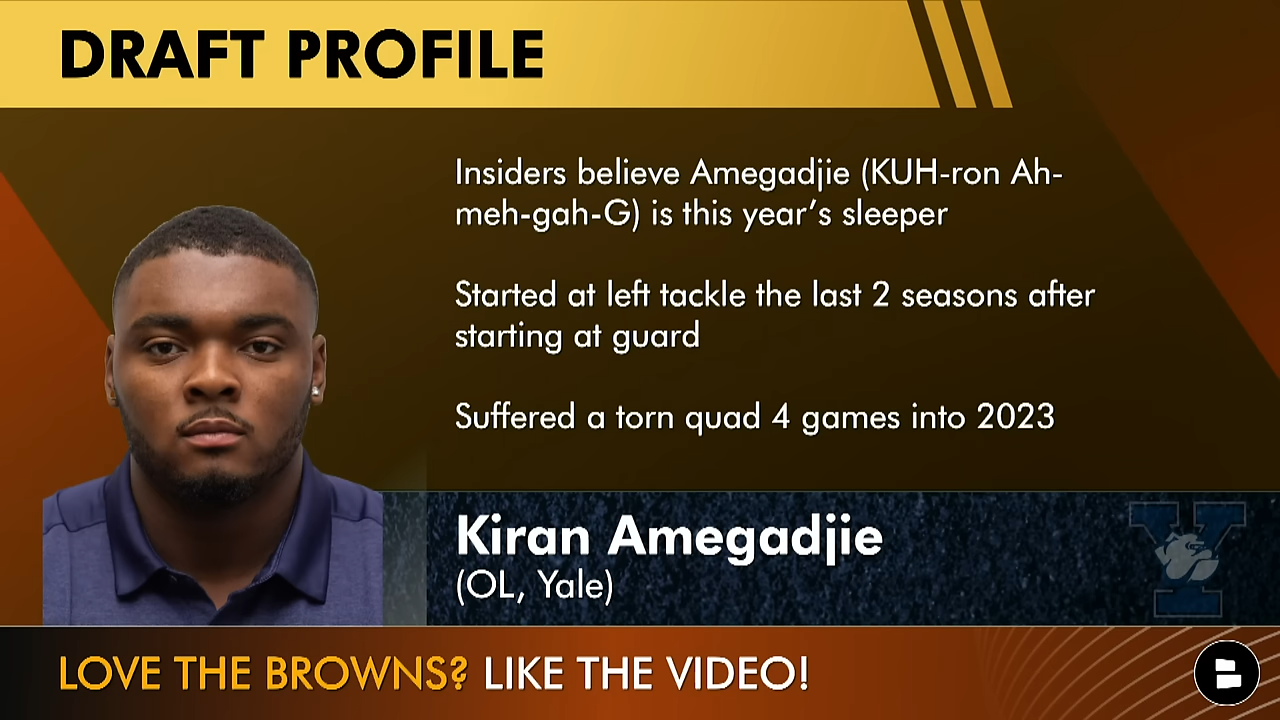 DRAFT PROFILE
Insiders believe Amegadjie (KUH-ron Ah-
meh-gah-G) is this year’s sleeper
Started at left tackle the last 2 seasons after
starting at guard
Suffered a torn quad 4 games into 2023
Kiran Amegadjie
(OL, Yale)
Y
LOVE THE BROWNS? LIKE THE VIDEO!